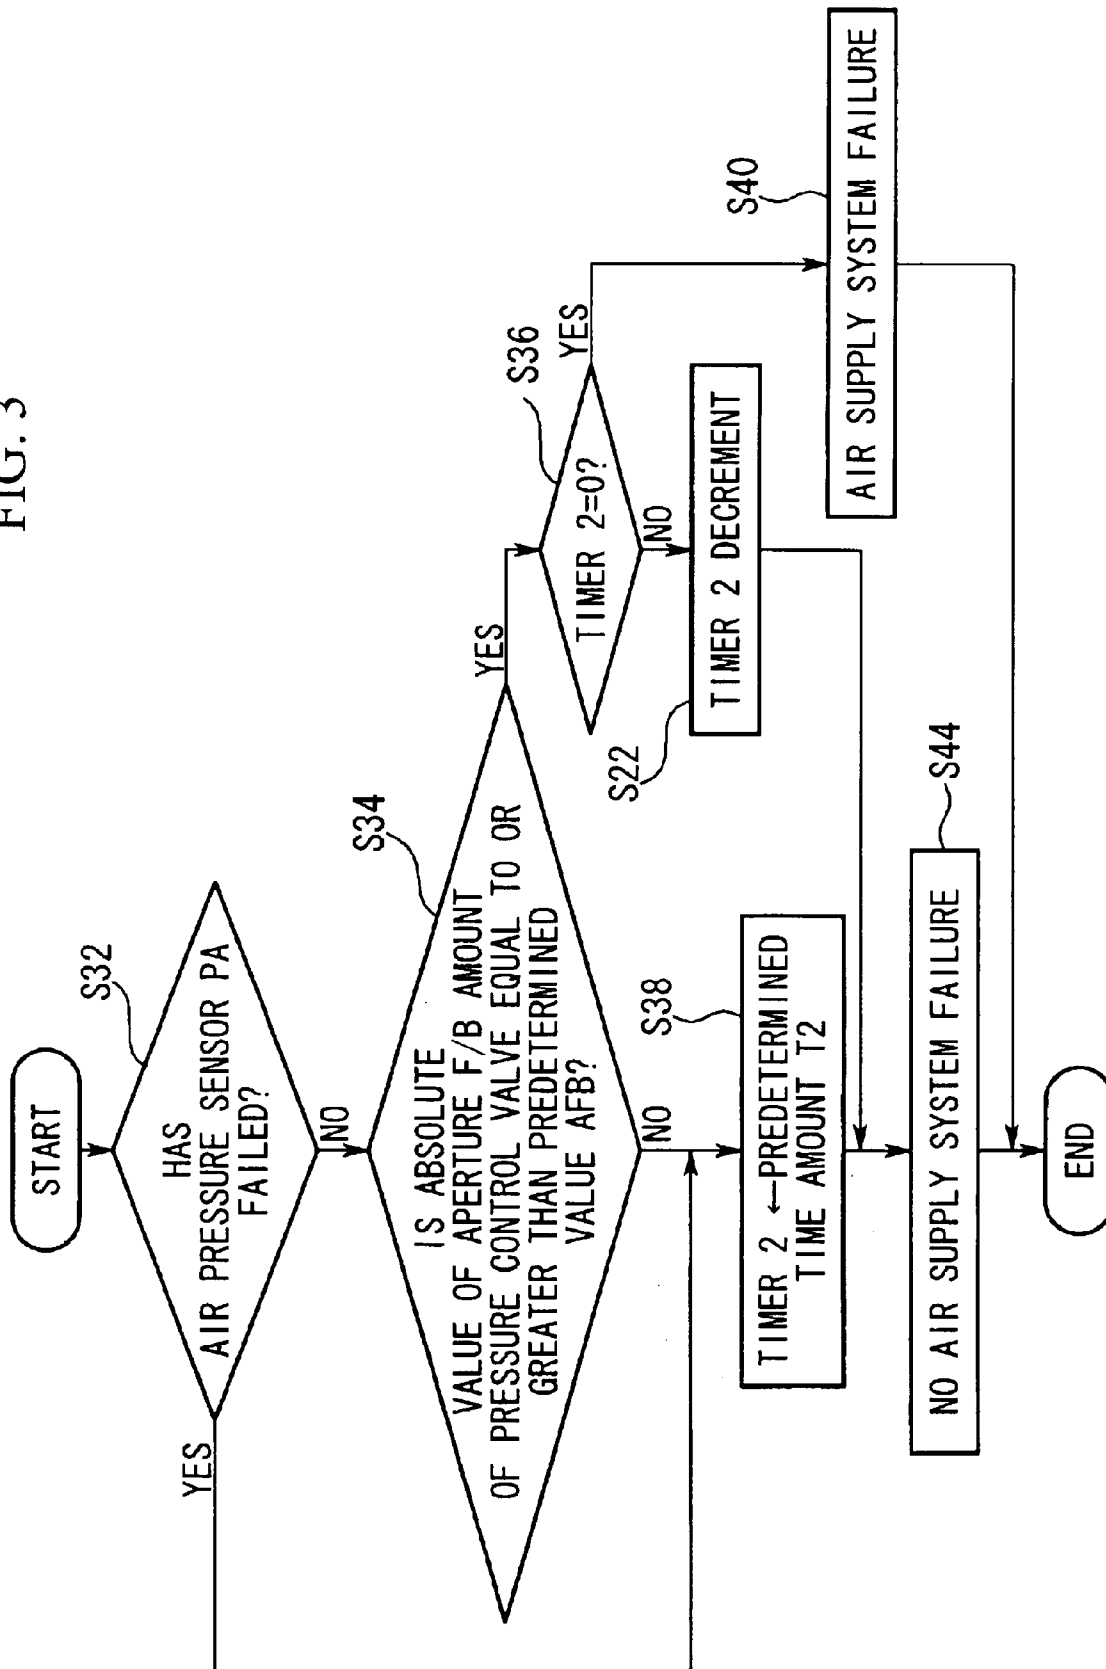 FIG. 3
START
S32
HAS
AIR PRESSURE SENSOR PA
FAILED?
YES
NO
S34
IS ABSOLUTE
VALUE OF APERTURE F/B AMOUNT
OF PRESSURE CONTROL VALVE EQUAL TO OR
GREATER THAN PREDETERMINED
VALUE AFB?
YES
NO
S36
TIMER 2=0?
YES
NO
S22
TIMER 2 DECREMENT
S38
TIMER 2 ←PREDETERMINED
TIME AMOUNT T2
S40
AIR SUPPLY SYSTEM FAILURE
S44
NO AIR SUPPLY SYSTEM FAILURE
END